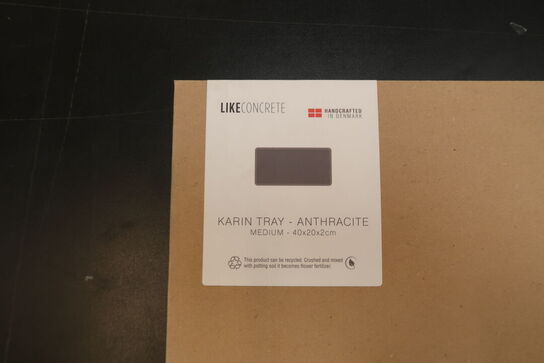 LIKECONCRETE
HANDCRAFTED
IN DENMARK
KARIN TRAY - ANTHRACITE
MEDIUM - 40x20x2cm
This product can be recycled. Crushed and mixed
with potting soil it becomes flower fertilizer.